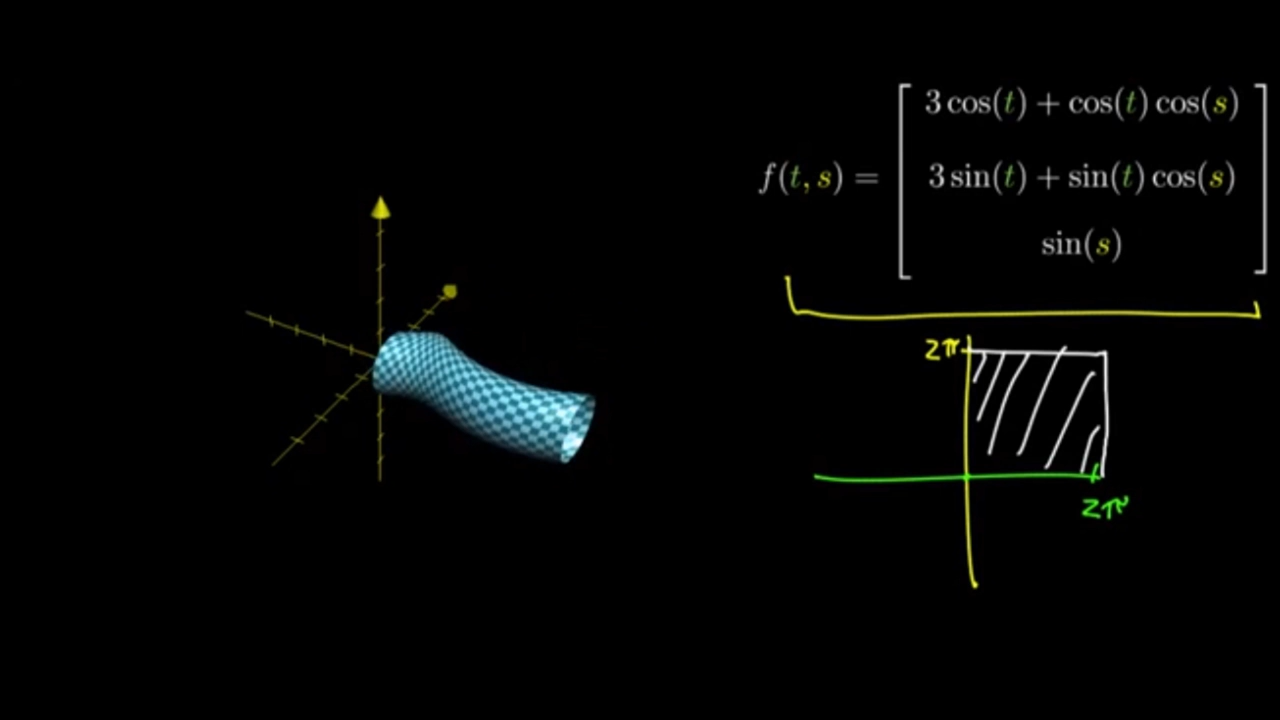 f(t, s) = [ 3 cos(t) + cos(t) cos(s)
3 sin(t) + sin(t) cos(s)
sin(s) ]
2π
2π